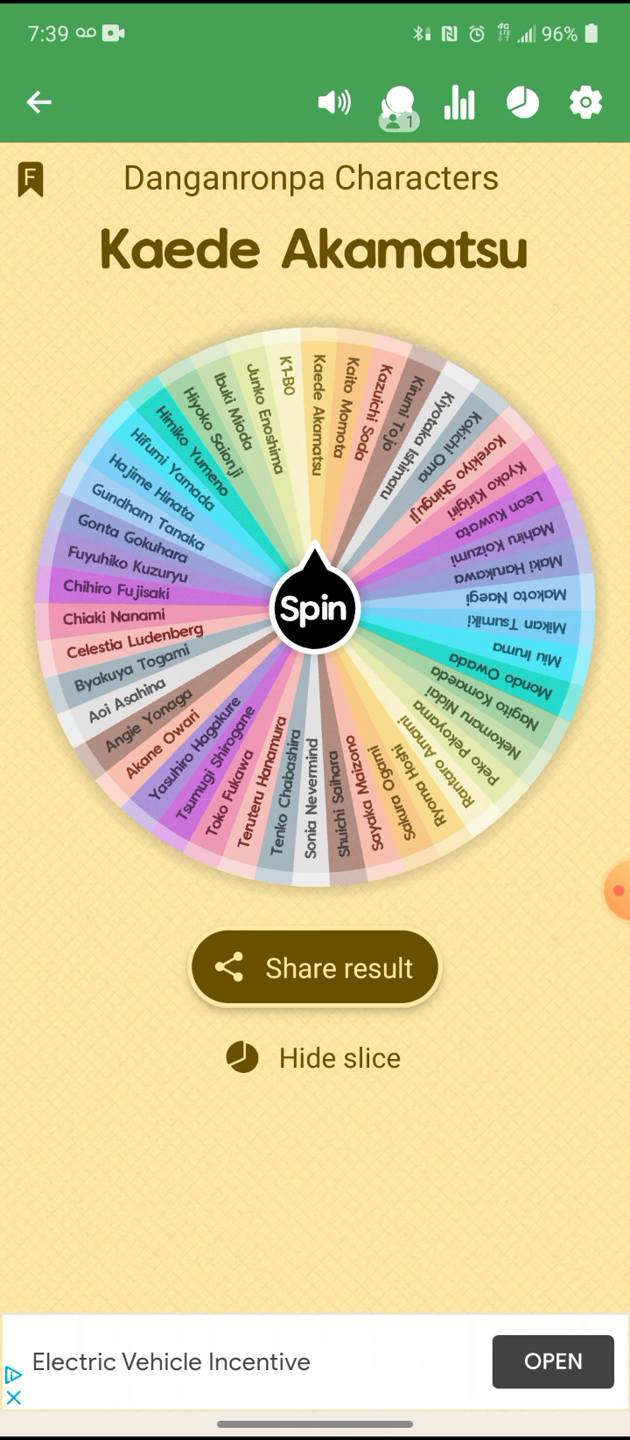 7:39
4G
LTE
96%
1
F
Danganronpa Characters
Kaede Akamatsu
Kaede Akamatsu
Kaito Momota
Kazuichi Soda
Kirumi Tojo
Kiyotaka Ishimaru
Kokichi Oma
Korekiyo Shinguji
Kyoko Kirigiri
Leon Kuwata
Mahiru Koizumi
Maki Harukawa
Makoto Naegi
Mikan Tsumiki
Miu Iruma
Mondo Owada
Nagito Komaeda
Nekomaru Nidai
Peko Pekoyama
Rantaro Amami
Ryoma Hoshi
Sakura Ogami
Sayaka Maizono
Shuichi Saihara
Sonia Nevermind
Tenko Chabashira
Teruteru Hanamura
Toko Fukawa
Tsumugi Shirogane
Yasuhiro Hagakure
Akane Owari
Angie Yonaga
Aoi Asahina
Byakuya Togami
Celestia Ludenberg
Chiaki Nanami
Chihiro Fujisaki
Fuyuhiko Kuzuryu
Gonta Gokuhara
Gundham Tanaka
Hajime Hinata
Hifumi Yamada
Himiko Yumeno
Hiyoko Saionji
Ibuki Mioda
Junko Enoshima
K1-B0
Spin
Share result
Hide slice
Electric Vehicle Incentive
OPEN